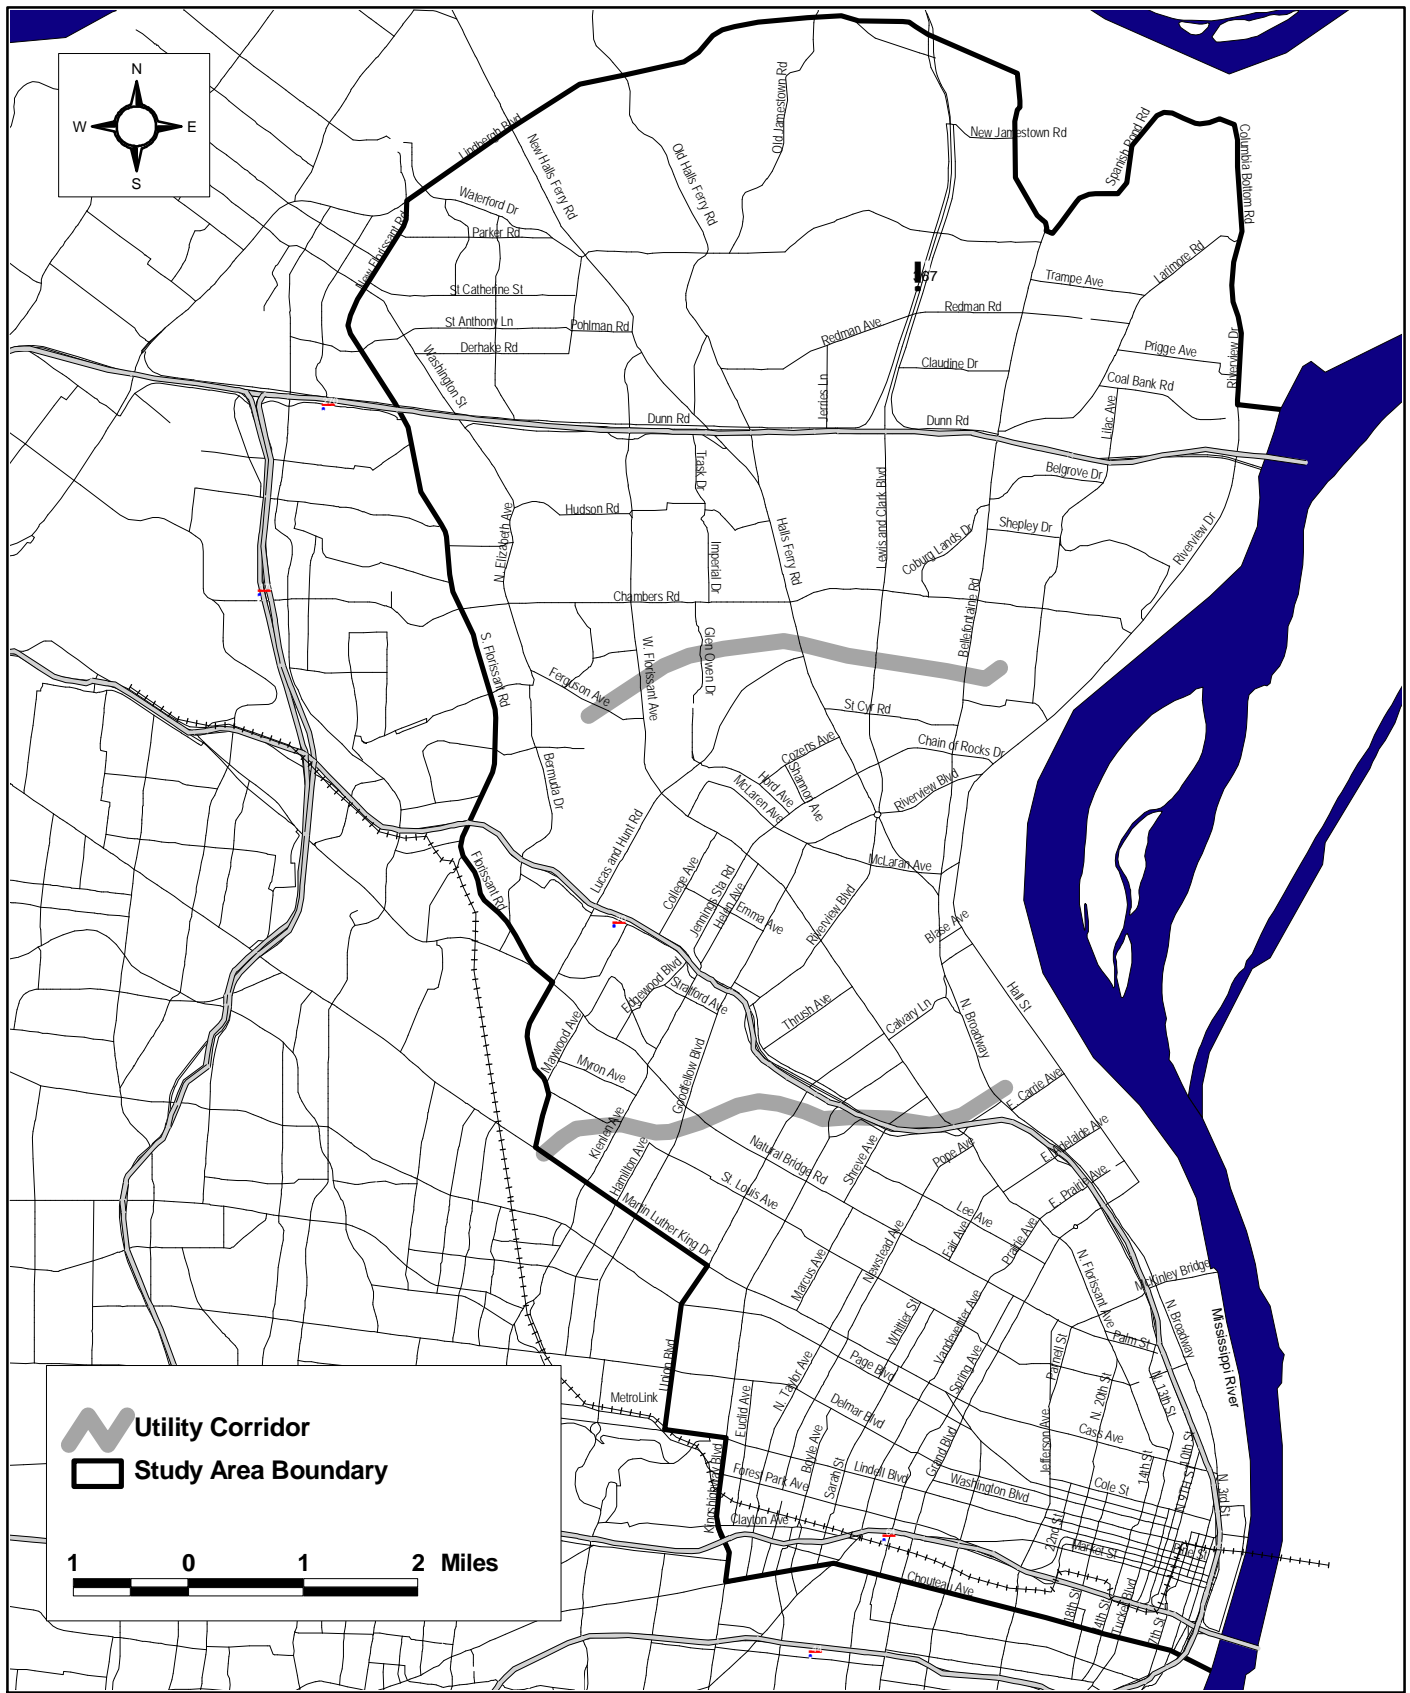 N
W
E
S
Lindbergh Blvd
New Halls Ferry Rd
Old Halls Ferry Rd
Old Jamestown Rd
New Jamestown Rd
Spanish Pond Rd
Columbia Bottom Rd
Waterford Dr
Parker Rd
New Florissant Rd
St Catherine St
St Anthony Ln
Pohlman Rd
Derhake Rd
Washington St
367
Trampe Ave
Larimore Rd
Redman Rd
Redman Ave
Claudine Dr
Prigge Ave
Coal Bank Rd
Riverview Dr
Jerries Ln
Lilac Ave
Dunn Rd
Dunn Rd
Trask Dr
Belgrove Dr
Hudson Rd
N. Elizabeth Ave
Imperial Dr
Halls Ferry Rd
Lewis and Clark Blvd
Coburg Lands Dr
Shepley Dr
Riverview Dr
Chambers Rd
Bellefontaine Rd
S. Florissant Rd
W. Florissant Ave
Glen Owen Dr
Ferguson Ave
St Cyr Rd
Chain of Rocks Dr
Cozens Ave
Shannon Ave
Hord Ave
McLaren Ave
Riverview Blvd
Bermuda Dr
Lucas and Hunt Rd
McLaran Ave
Florissant Rd
College Ave
Jennings Sta Rd
Helen Ave
Emma Ave
Riverview Blvd
Blase Ave
Hall St
Edgewood Blvd
Stratford Ave
Thrush Ave
Calvary Ln
N. Broadway
Maywood Ave
Myron Ave
Goodfellow Blvd
E. Carrie Ave
Kienlen Ave
Hamilton Ave
Natural Bridge Rd
Shreve Ave
Pope Ave
E. Adelaide Ave
E. Prairie Ave
St. Louis Ave
Martin Luther King Dr
Lee Ave
Fair Ave
Prairie Ave
Marcus Ave
Newstead Ave
N. Florissant Ave
McKinley Bridge
N. Broadway
Mississippi River
Whittier St
Vandeventer Ave
Spring Ave
Palm St
Parnell St
Page Blvd
Union Blvd
N. Taylor Ave
Euclid Ave
Delmar Blvd
N. 20th St
N. 13th St
MetroLink
Boyle Ave
Grand Blvd
Jefferson Ave
Cass Ave
Kingshighway Blvd
Forest Park Ave
Sarah St
Lindell Blvd
Washington Blvd
Cole St
14th St
N. 10th St
N. 9TH St
N. 3rd St
Clayton Ave
22nd St
Market St
Chouteau Ave
18th St
Tucker Blvd
7th St
Utility Corridor
Study Area Boundary
1 0 1 2 Miles